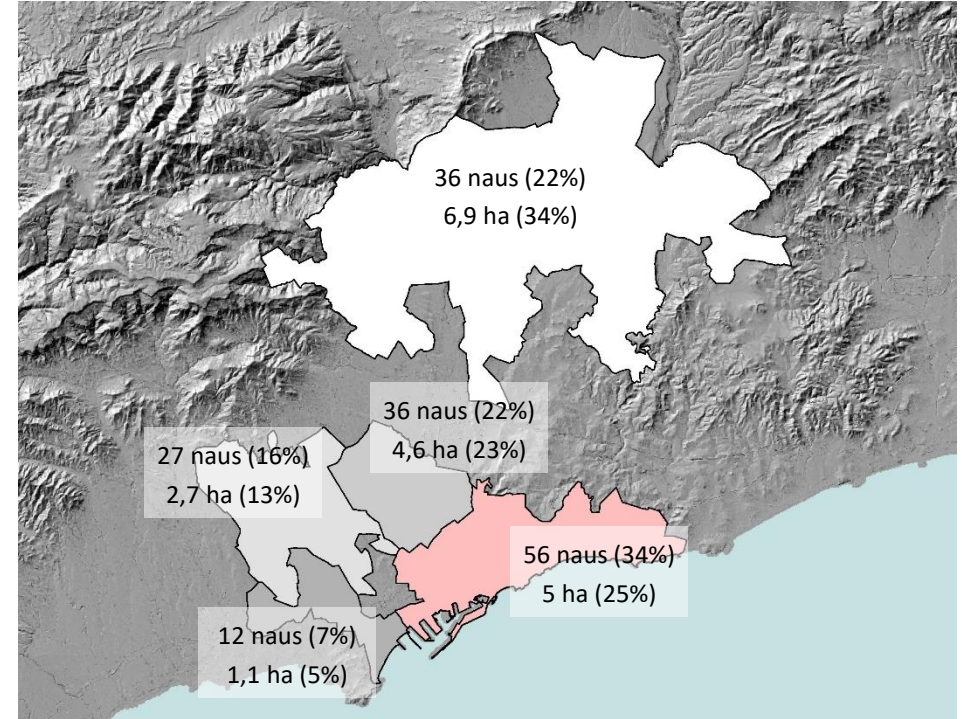 36 naus (22%)
6,9 ha (34%)
36 naus (22%)
4,6 ha (23%)
27 naus (16%)
2,7 ha (13%)
56 naus (34%)
5 ha (25%)
12 naus (7%)
1,1 ha (5%)